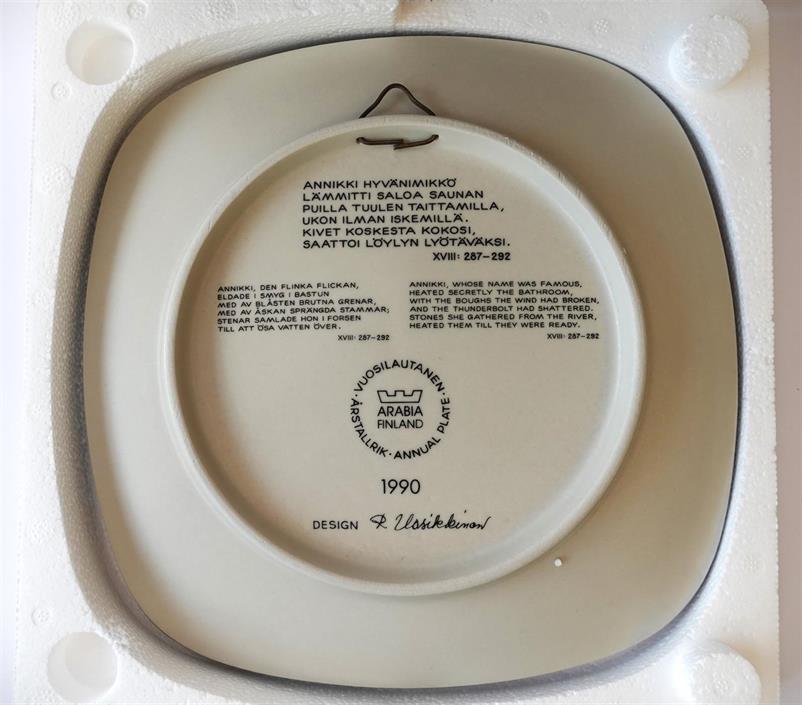 ANNIKKI HYVÄNIMIKKÖ
LÄMMITTI SALOA SAUNAN
PUILLA TUULEN TAITTAMILLA,
UKON ILMAN ISKEMILLÄ.
KIVET KOSKESTA KOKOSI,
SAATTOI LÖYLYN LYÖTÄVÄKSI.
XVIII: 287-292
ANNIKKI, DEN FLINKA FLICKAN,
ELDADE I SMYG I BASTUN
MED AV BLÅSTEN BRUTNA GRENAR,
MED AV ÅSKAN SPRÄNGDA STAMMAR;
STENAR SAMLADE HON I FORSEN
TILL ATT ÖSA VATTEN ÖVER.
XVIII: 287-292
ANNIKKI, WHOSE NAME WAS FAMOUS,
HEATED SECRETLY THE BATHROOM,
WITH THE BOUGHS THE WIND HAD BROKEN,
AND THE THUNDERBOLT HAD SHATTERED.
STONES SHE GATHERED FROM THE RIVER,
HEATED THEM TILL THEY WERE READY.
XVIII: 287-292
· VUOSILAUTANEN · ÅRSTALLRIK · ANNUAL PLATE
ARABIA
FINLAND
1990
DESIGN R Uosikkinen